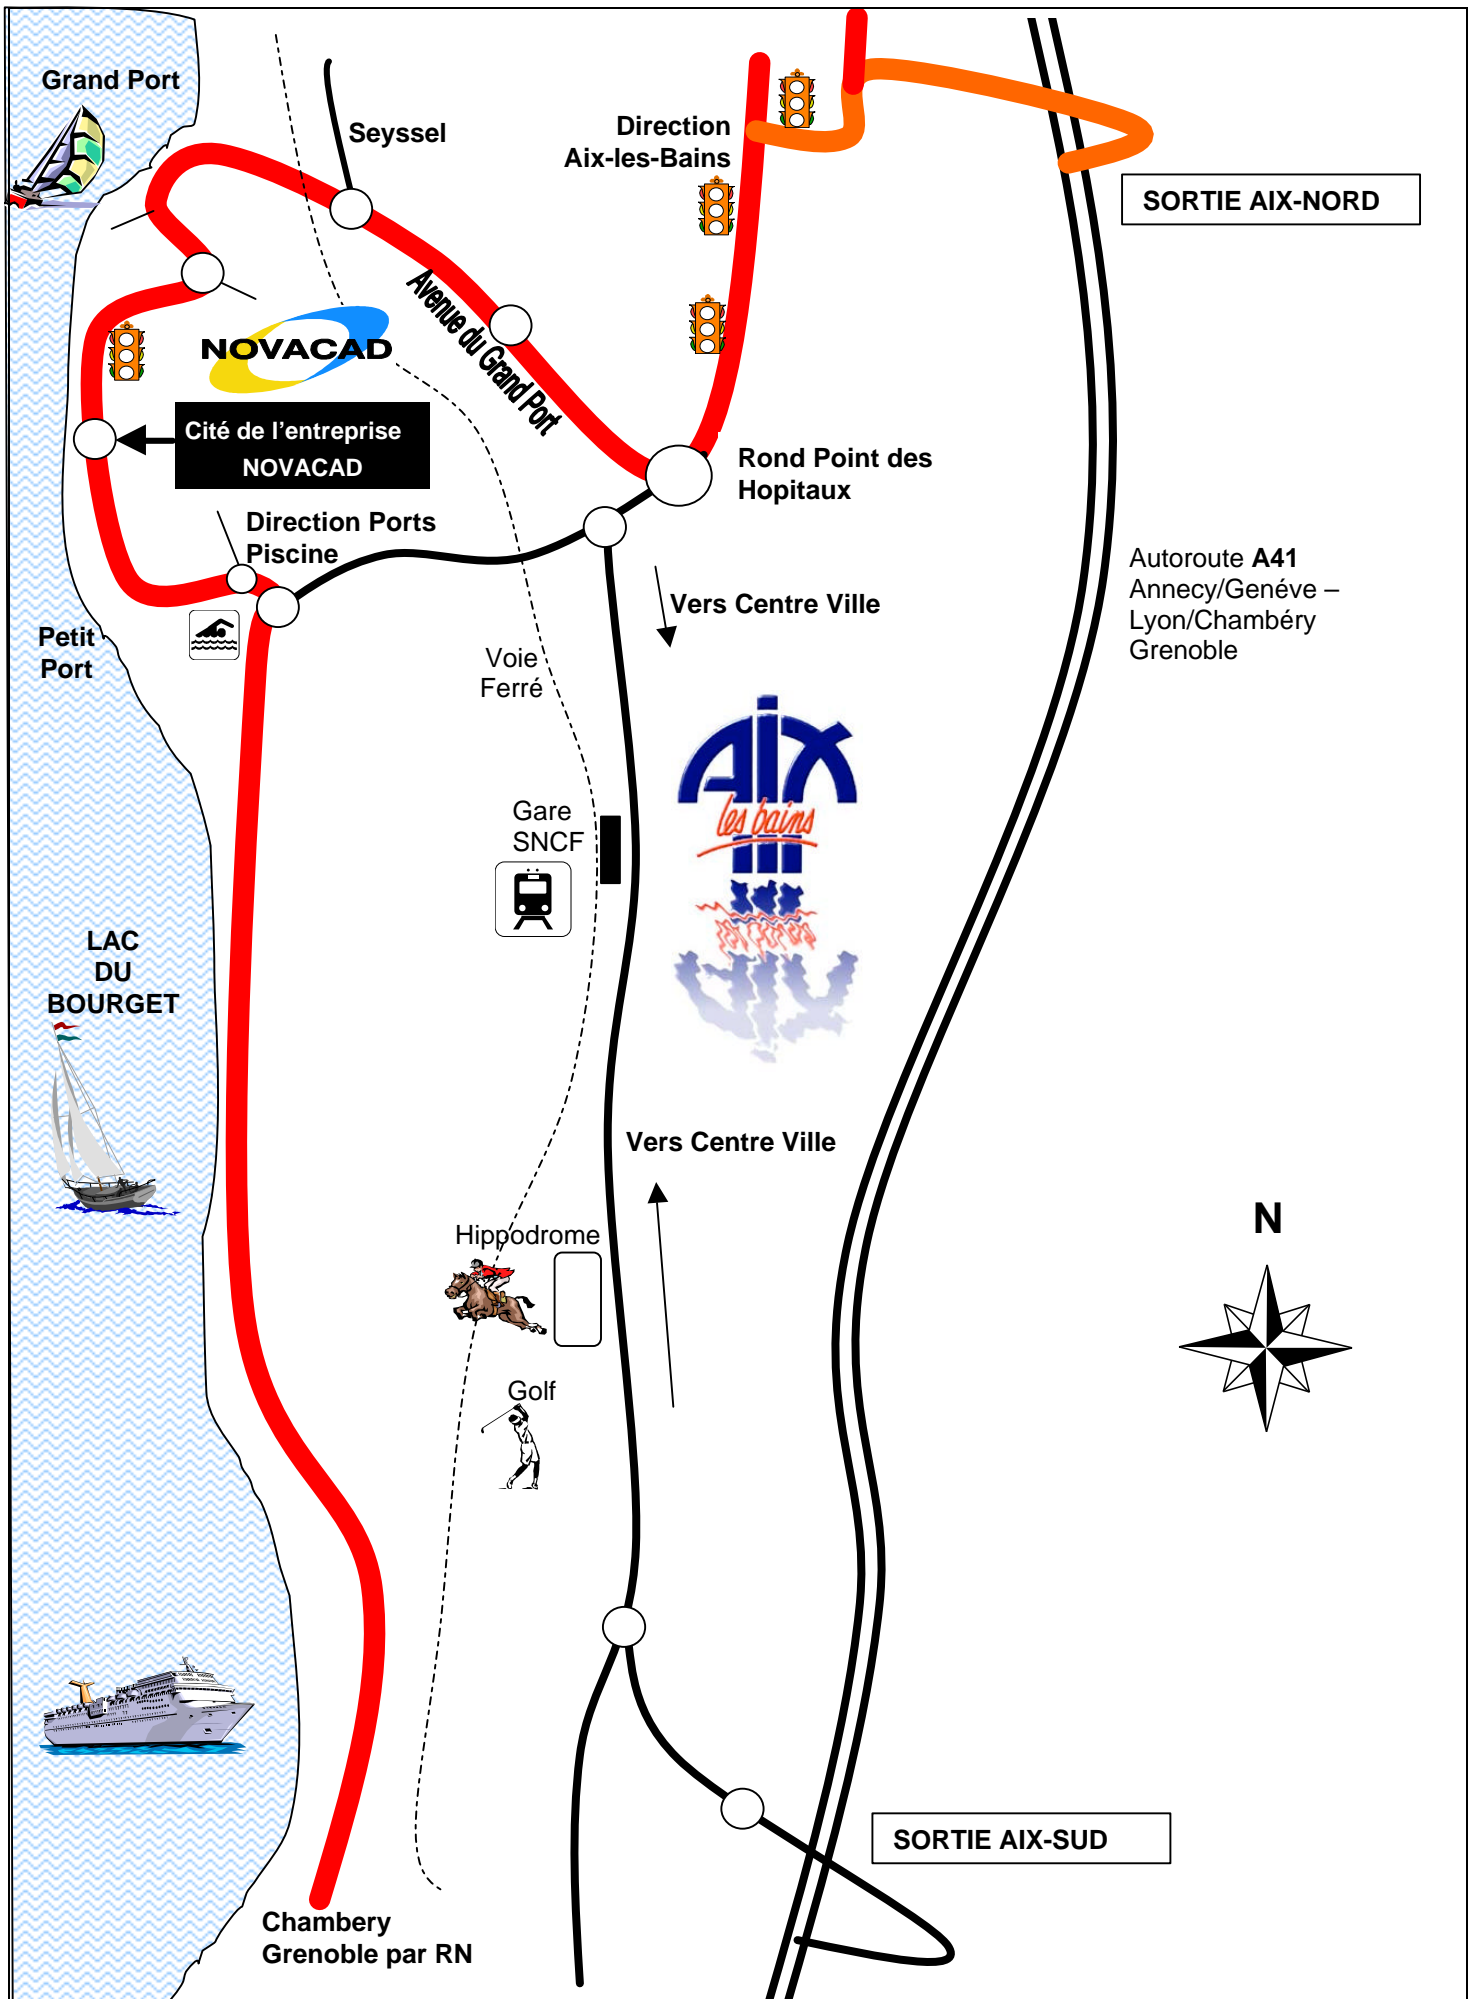 Grand Port
Seyssel
Direction
Aix-les-Bains
SORTIE AIX-NORD
Avenue du Grand Port
NOVACAD
Cité de l'entreprise
NOVACAD
Rond Point des
Hopitaux
Direction Ports
Piscine
Autoroute A41
Annecy/Genéve –
Lyon/Chambéry
Grenoble
Vers Centre Ville
Petit
Port
Voie
Ferré
AIX
les bains
Gare
SNCF
LAC
DU
BOURGET
Vers Centre Ville
N
Hippodrome
Golf
SORTIE AIX-SUD
Chambery
Grenoble par RN